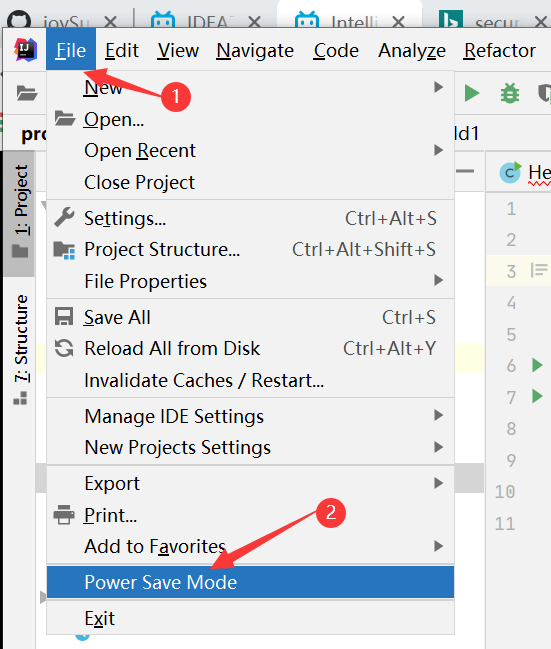 IDEA
Intelli
secur
File Edit View Navigate Code Analyze Refactor
1
New
Open...
Open Recent
Close Project
Settings... Ctrl+Alt+S
Project Structure... Ctrl+Alt+Shift+S
File Properties
Save All Ctrl+S
Reload All from Disk Ctrl+Alt+Y
Invalidate Caches / Restart...
Manage IDE Settings
New Projects Settings
Export
2
Print...
Add to Favorites
Power Save Mode
Exit
pro
ld1
1: Project
7: Structure
C He
1
2
3
4
5
6
7
8
9
10
11